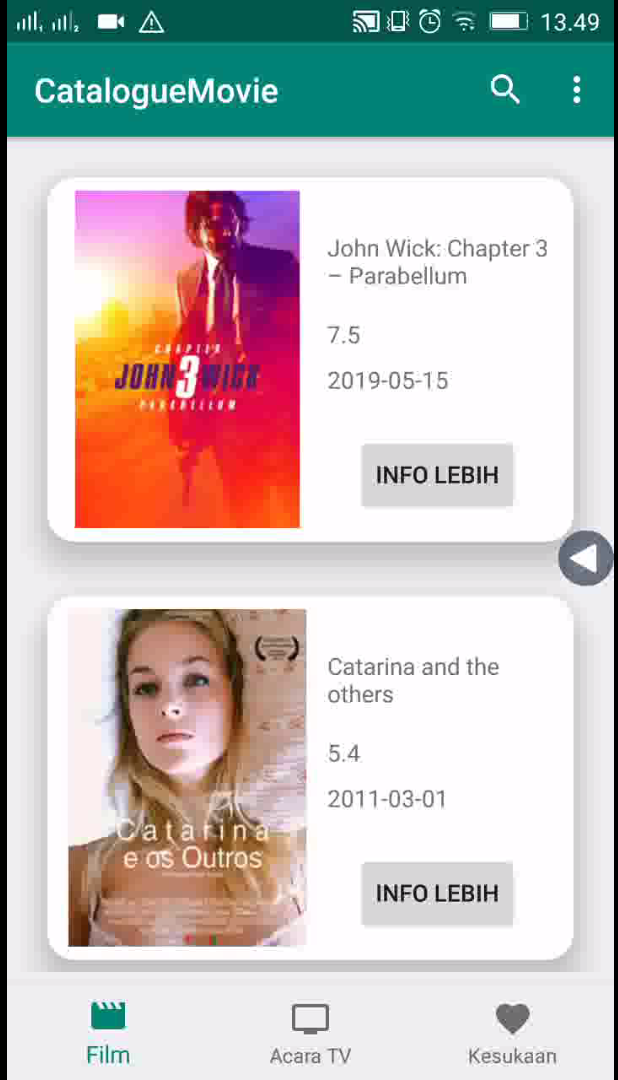 13.49
CatalogueMovie
CHAPTER
JOHN 3 WICK
PARABELLUM
John Wick: Chapter 3
– Parabellum
7.5
2019-05-15
INFO LEBIH
Catarina
e os Outros
Catarina and the
others
5.4
2011-03-01
INFO LEBIH
Film
Acara TV
Kesukaan